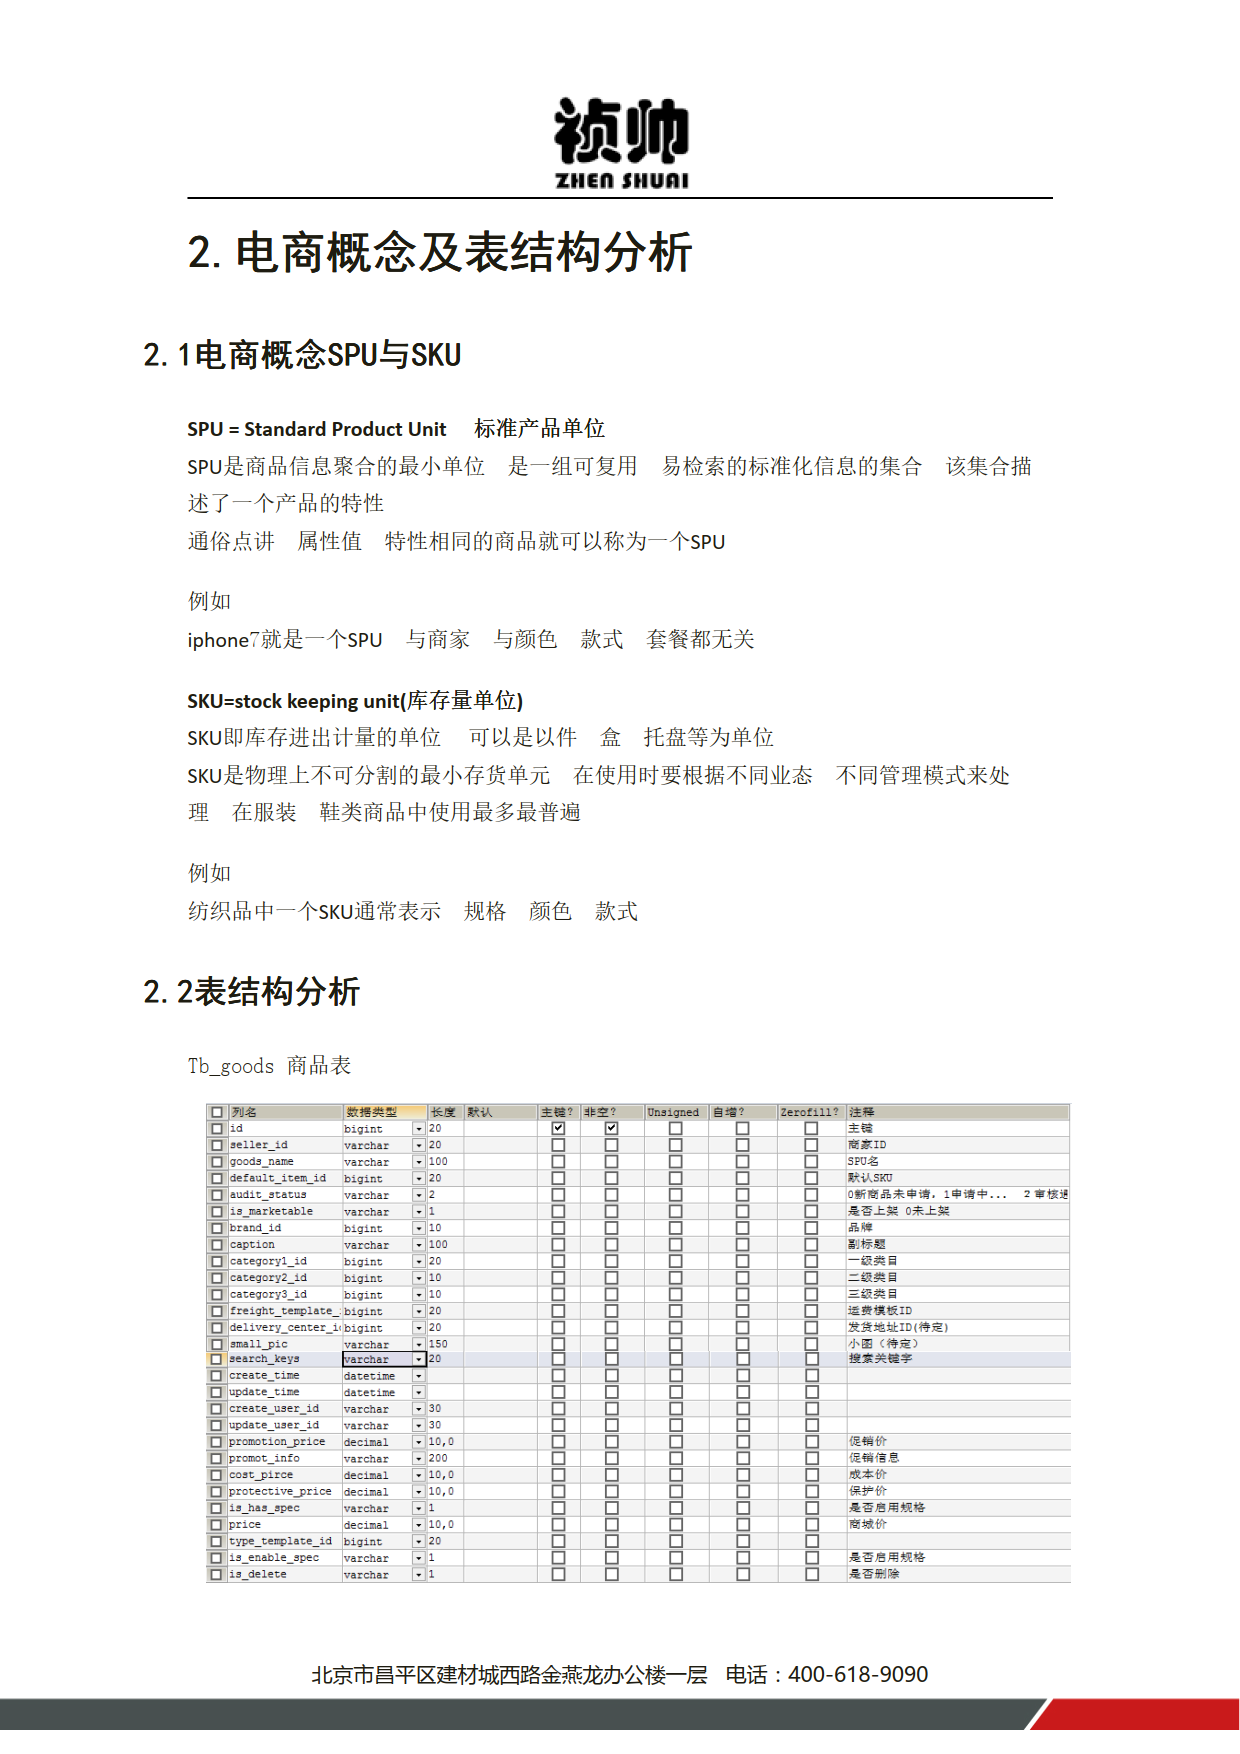 祯帅
ZHEN SHUAI
2.电商概念及表结构分析
2.1电商概念SPU与SKU
SPU = Standard Product Unit 标准产品单位
SPU是商品信息聚合的最小单位 是一组可复用 易检索的标准化信息的集合 该集合描
述了一个产品的特性
通俗点讲 属性值 特性相同的商品就可以称为一个SPU
例如
iphone7就是一个SPU 与商家 与颜色 款式 套餐都无关
SKU=stock keeping unit(库存量单位)
SKU即库存进出计量的单位 可以是以件 盒 托盘等为单位
SKU是物理上不可分割的最小存货单元 在使用时要根据不同业态 不同管理模式来处
理 在服装 鞋类商品中使用最多最普遍
例如
纺织品中一个SKU通常表示 规格 颜色 款式
2.2表结构分析
Tb_goods 商品表
列名 数据类型 长度 默认 主键? 非空? Unsigned 自增? Zerofill? 注释
id bigint 20 主键
seller_id varchar 20 商家ID
goods_name varchar 100 SPU名
default_item_id bigint 20 默认SKU
audit_status varchar 2 0新商品未申请, 1申请中... 2 审核通
is_marketable varchar 1 是否上架 0未上架
brand_id bigint 10 品牌
caption varchar 100 副标题
category1_id bigint 20 一级类目
category2_id bigint 10 二级类目
category3_id bigint 10 三级类目
freight_template_ bigint 20 运费模板ID
delivery_center_i bigint 20 发货地址ID(待定)
small_pic varchar 150 小图（待定）
search_keys varchar 20 搜索关键字
create_time datetime
update_time datetime
create_user_id varchar 30
update_user_id varchar 30
promotion_price decimal 10,0 促销价
promot_info varchar 200 促销信息
cost_pirce decimal 10,0 成本价
protective_price decimal 10,0 保护价
is_has_spec varchar 1 是否启用规格
price decimal 10,0 商城价
type_template_id bigint 20
is_enable_spec varchar 1 是否启用规格
is_delete varchar 1 是否删除
北京市昌平区建材城西路金燕龙办公楼一层 电话：400-618-9090